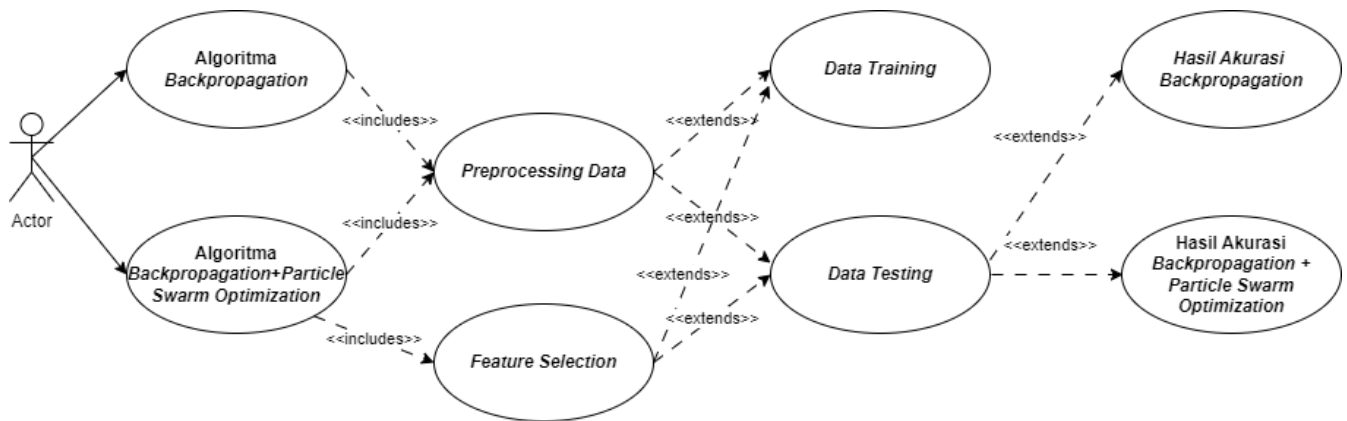 Algoritma
Backpropagation
Data Training
Hasil Akurasi
Backpropagation
<<includes>>
<<extends>>
<<extends>>
Preprocessing Data
Actor
<<includes>>
<<extends>>
Algoritma
Backpropagation+Particle
Swarm Optimization
<<extends>>
Data Testing
<<extends>>
Hasil Akurasi
Backpropagation +
Particle Swarm
Optimization
<<includes>>
<<extends>>
Feature Selection